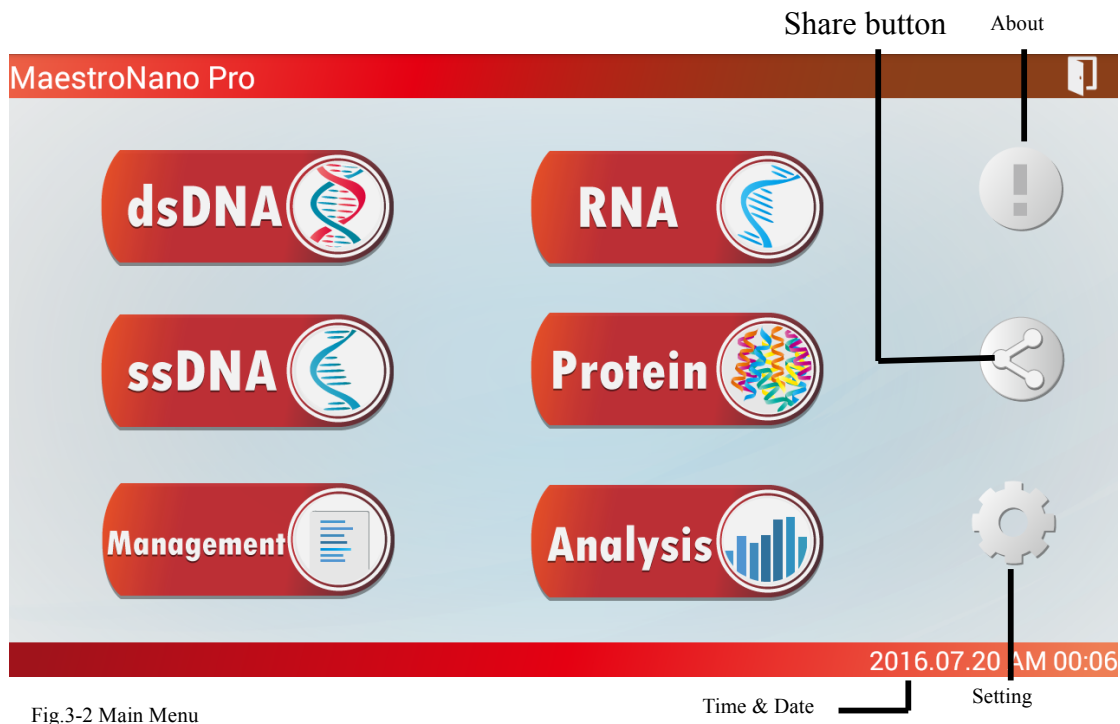 Share button
About
MaestroNano Pro
dsDNA
RNA
ssDNA
Protein
Management
Analysis
2016.07.20 AM 00:06
Time & Date
Setting
Fig.3-2 Main Menu